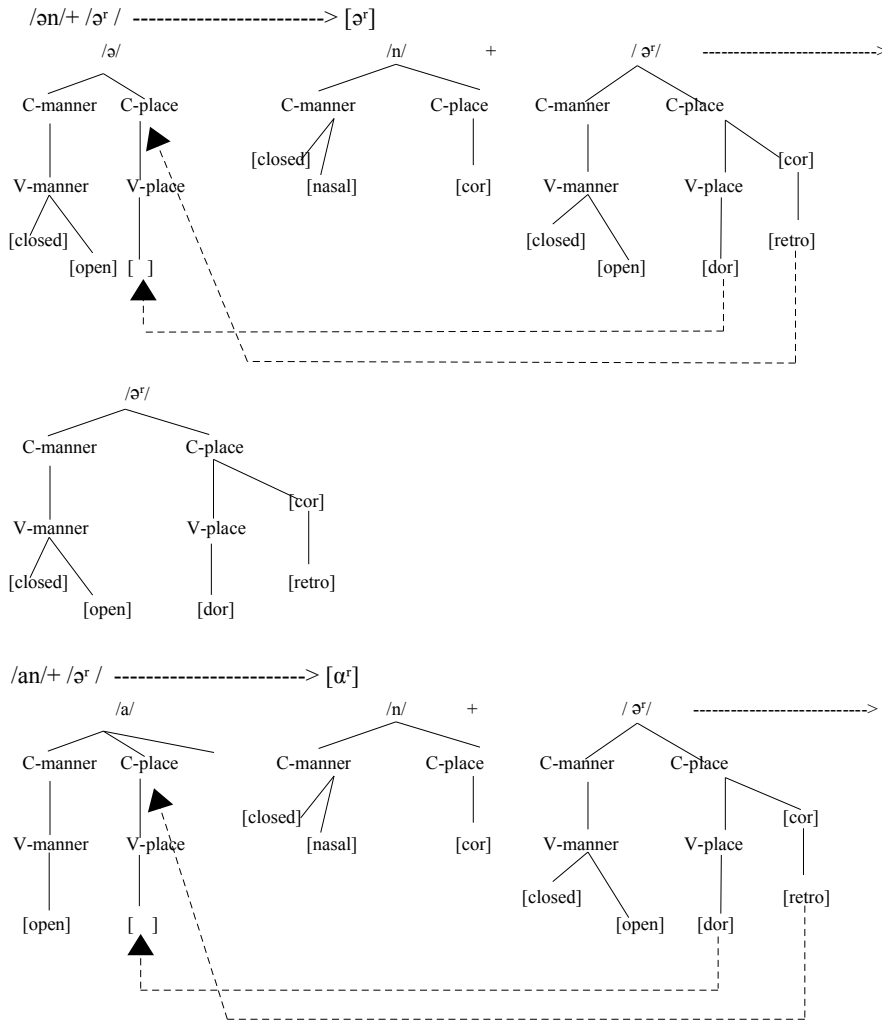 /ən/+ /əʳ / ----------------------> [əʳ]
/ə/ /n/ + / əʳ/ -------------------->
C-manner C-place C-manner C-place C-manner C-place
[closed] [cor]
V-manner V-place [nasal] [cor] V-manner V-place
[closed] [closed] [retro]
[open] [ ] [open] [dor]
/əʳ/
C-manner C-place
[cor]
V-manner V-place
[closed] [retro]
[open] [dor]
/an/+ /əʳ / ------------------------> [αʳ]
/a/ /n/ + / əʳ/ -------------------->
C-manner C-place C-manner C-place C-manner C-place
[closed] [cor]
V-manner V-place [nasal] [cor] V-manner V-place
[closed] [retro]
[open] [ ] [open] [dor]